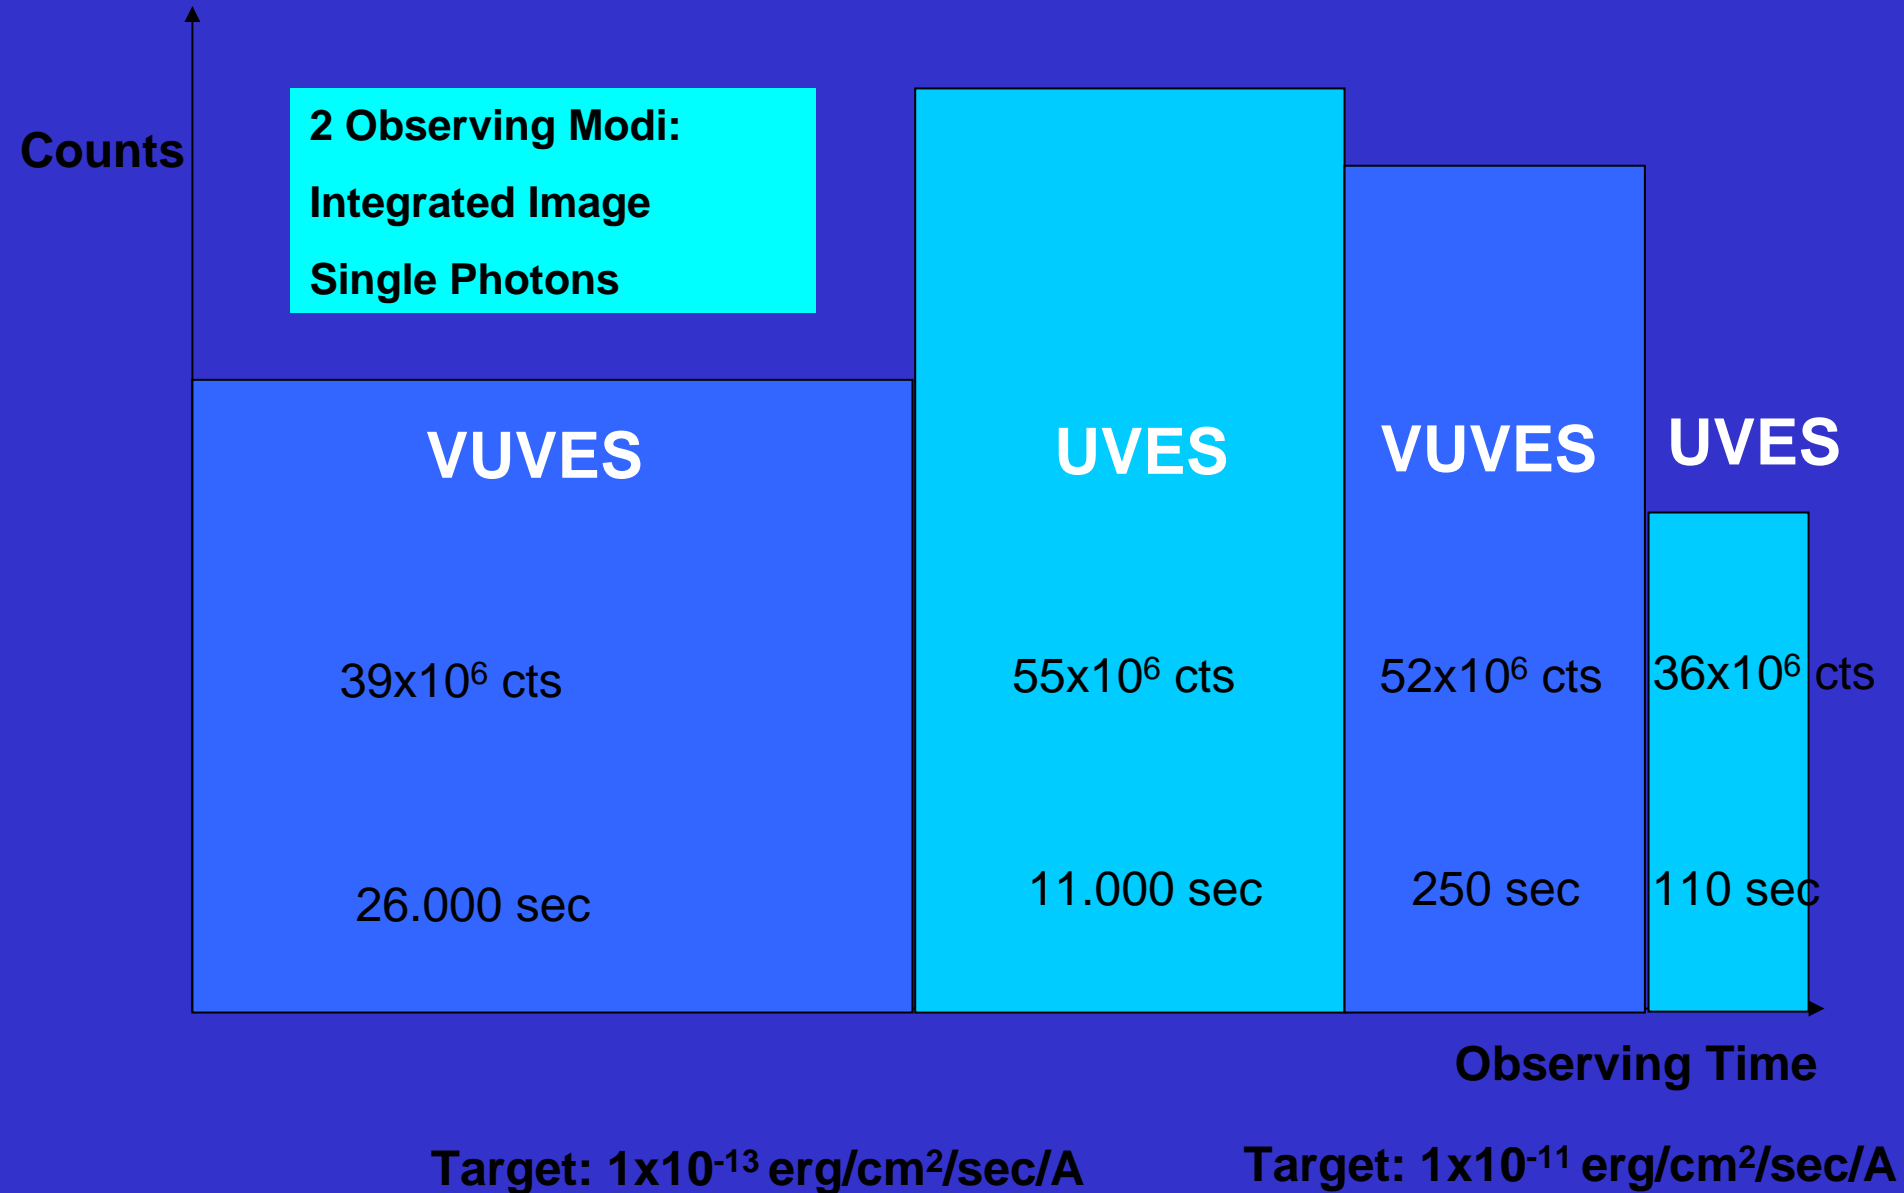 Counts
2 Observing Modi:
Integrated Image
Single Photons
VUVES
UVES
VUVES
UVES
39x10⁶ cts
55x10⁶ cts
52x10⁶ cts
36x10⁶ cts
26.000 sec
11.000 sec
250 sec
110 sec
Observing Time
Target: 1x10⁻¹³ erg/cm²/sec/A
Target: 1x10⁻¹¹ erg/cm²/sec/A